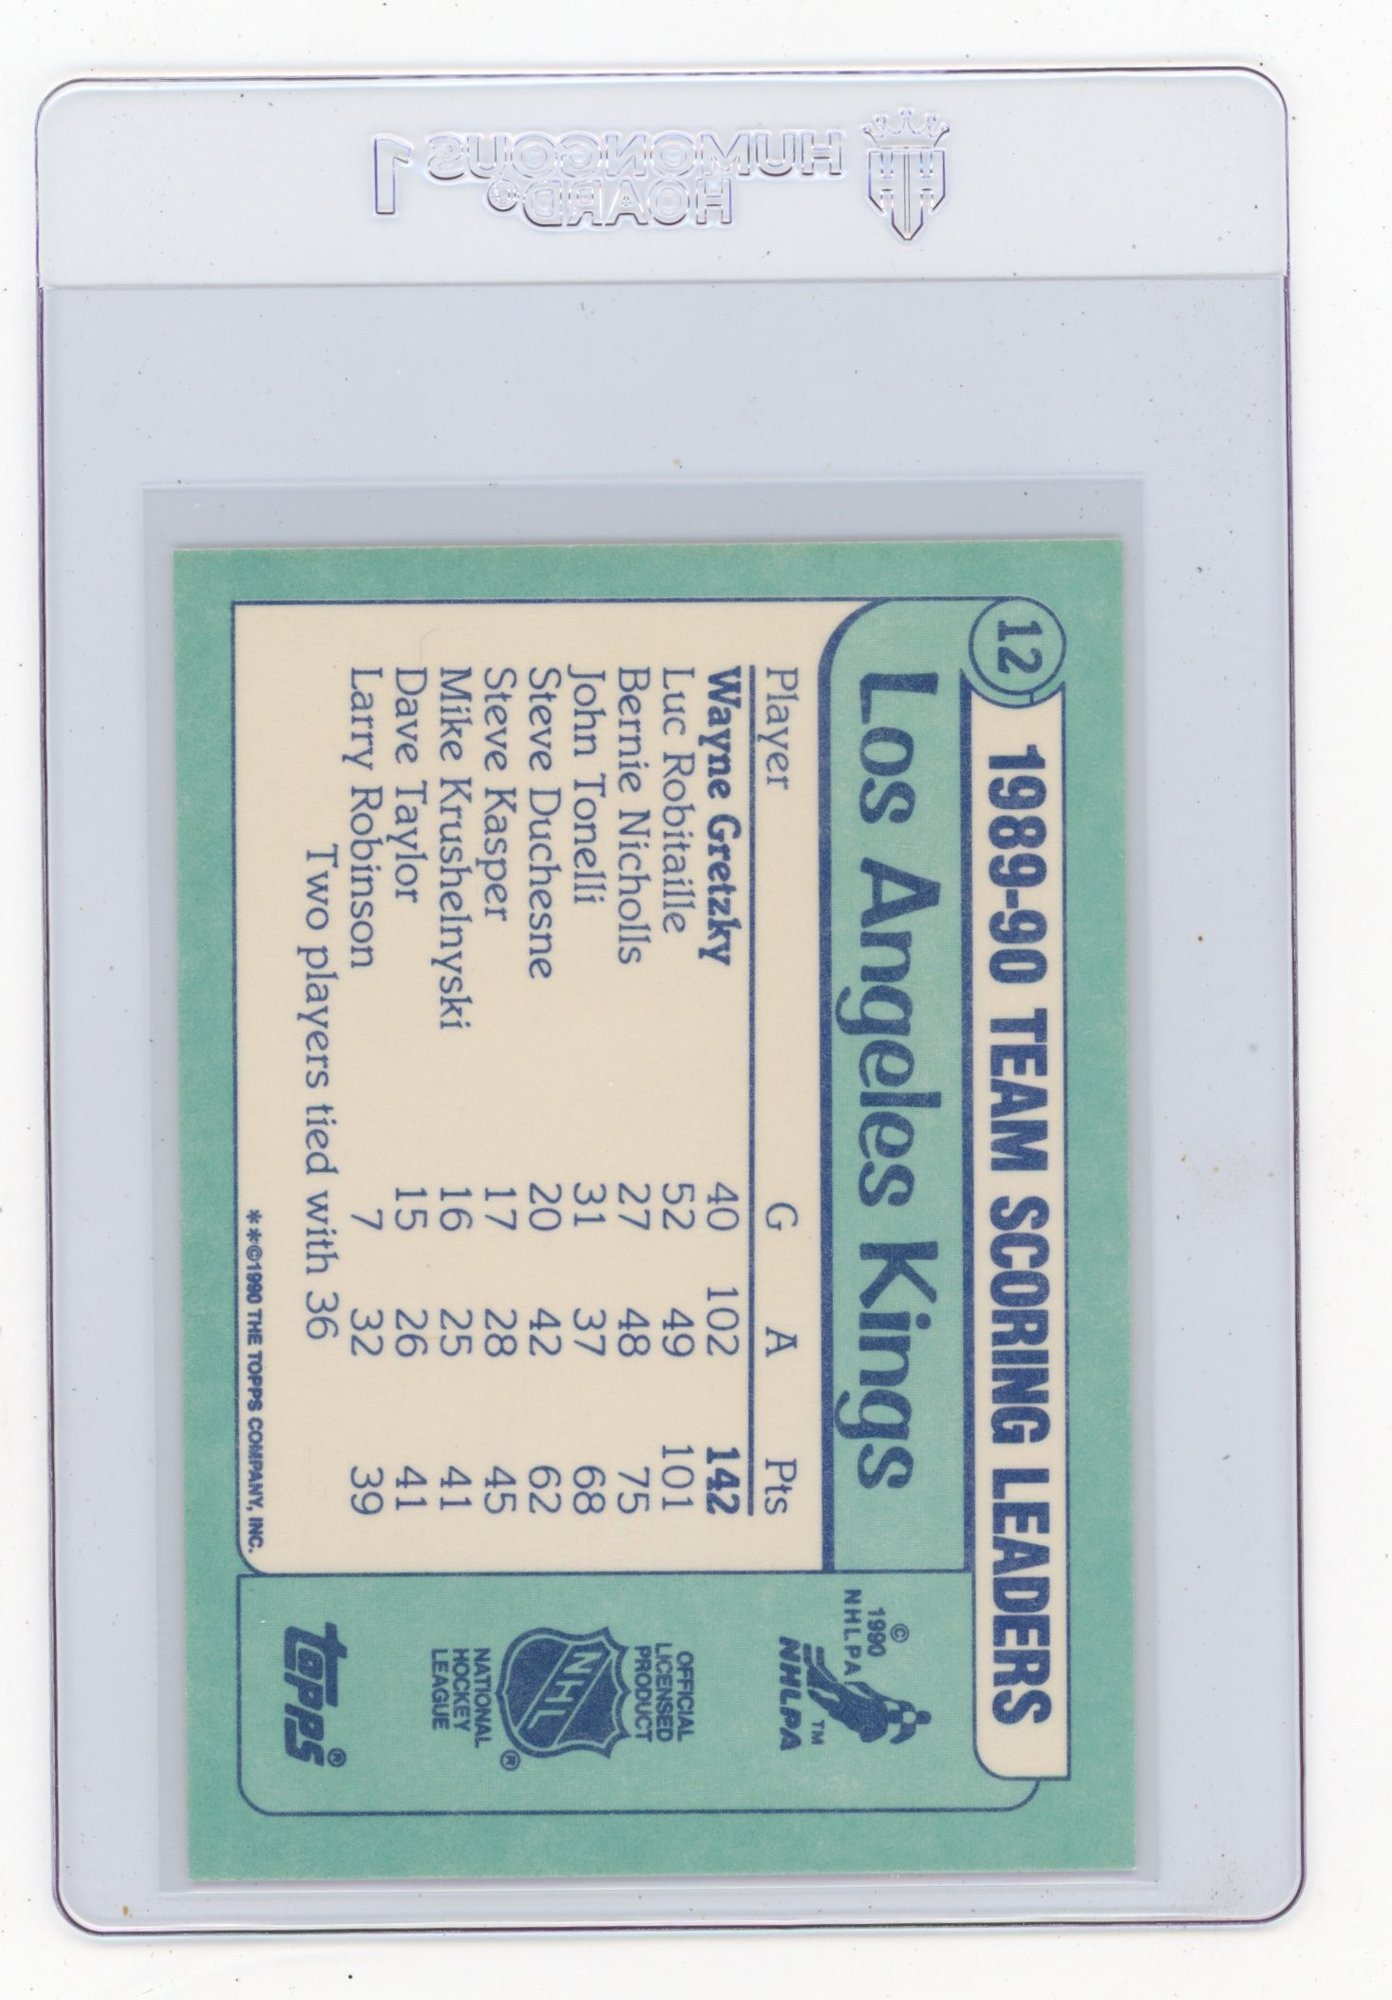 HUMONGOUS 1
HOARD®
12
1989-90 TEAM SCORING LEADERS
Los Angeles Kings
Player G A Pts
Wayne Gretzky 40 102 142
Luc Robitaille 52 49 101
Bernie Nicholls 27 48 75
John Tonelli 31 37 68
Steve Duchesne 20 42 62
Steve Kasper 17 28 45
Mike Krushelnyski 16 25 41
Dave Taylor 15 26 41
Larry Robinson 7 32 39
Two players tied with 36
**©1990 THE TOPPS COMPANY, INC.
©
1990
NHLPA
TM
NHLPA
OFFICIAL
LICENSED
PRODUCT
NHL
®
NATIONAL
HOCKEY
LEAGUE
topps®